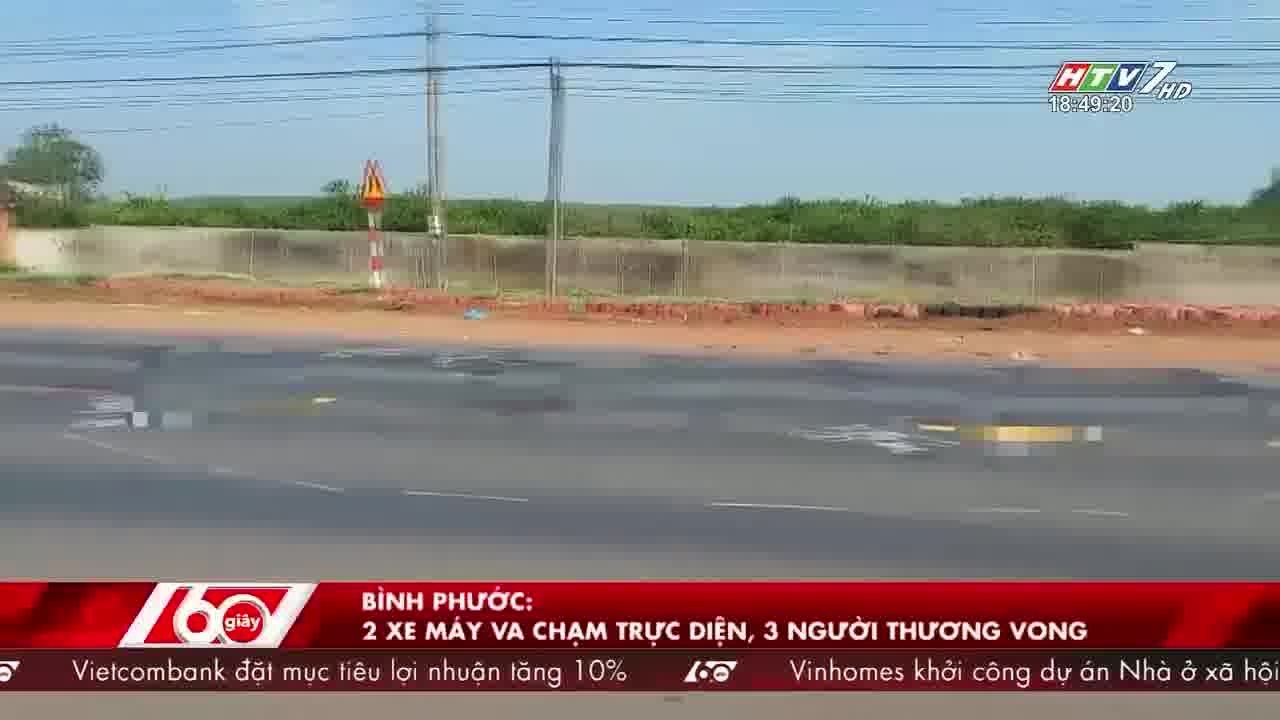 HTV7 HD
18:49:20
60 giây
BÌNH PHƯỚC:
2 XE MÁY VA CHẠM TRỰC DIỆN, 3 NGƯỜI THƯƠNG VONG
Vietcombank đặt mục tiêu lợi nhuận tăng 10% 60 Vinhomes khởi công dự án Nhà ở xã hội